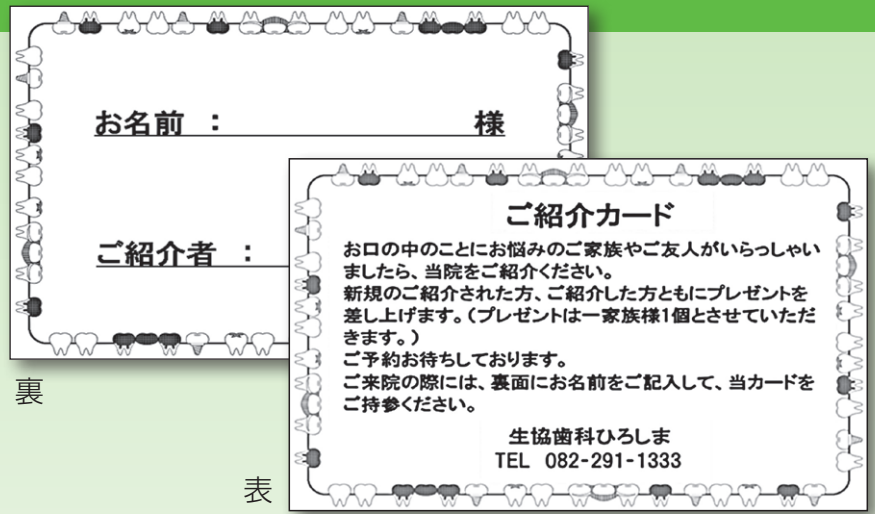 お名前 : 様
ご紹介者 :
裏
ご紹介カード
お口の中のことにお悩みのご家族やご友人がいらっしゃい
ましたら、当院をご紹介ください。
新規のご紹介された方、ご紹介した方ともにプレゼントを
差し上げます。(プレゼントは一家族様1個とさせていただ
きます。)
ご予約お待ちしております。
ご来院の際には、裏面にお名前をご記入して、当カードを
ご持参ください。
生協歯科ひろしま
TEL 082-291-1333
表